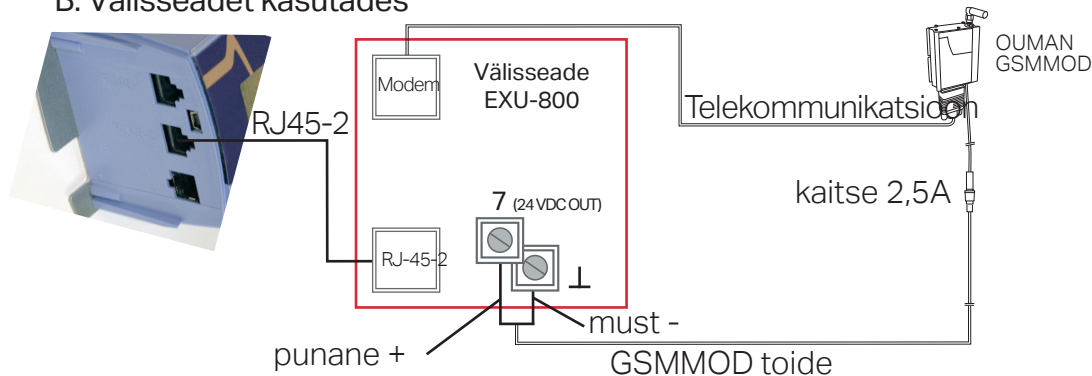 B. Välisseadet kasutades
OUMAN
GSMMOD
Modem
Välisseade
EXU-800
Telekommunikatsioon
RJ45-2
kaitse 2,5A
7 (24 VDC OUT)
RJ-45-2
must -
punane +
GSMMOD toide